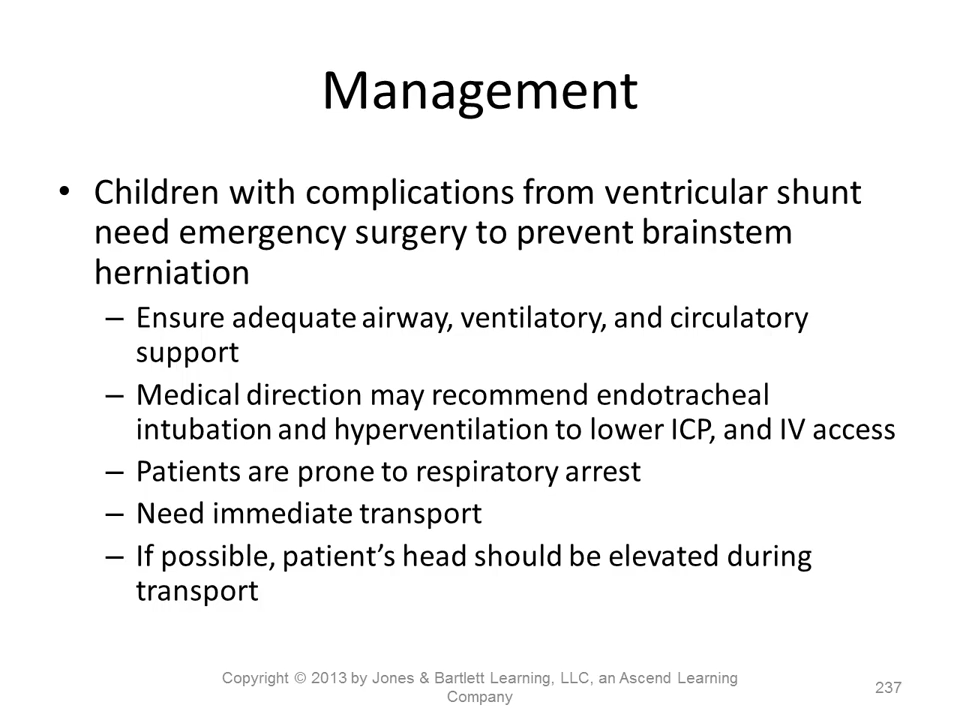 Management
• Children with complications from ventricular shunt
need emergency surgery to prevent brainstem
herniation
– Ensure adequate airway, ventilatory, and circulatory
support
– Medical direction may recommend endotracheal
intubation and hyperventilation to lower ICP, and IV access
– Patients are prone to respiratory arrest
– Need immediate transport
– If possible, patient’s head should be elevated during
transport
Copyright © 2013 by Jones & Bartlett Learning, LLC, an Ascend Learning
Company
237